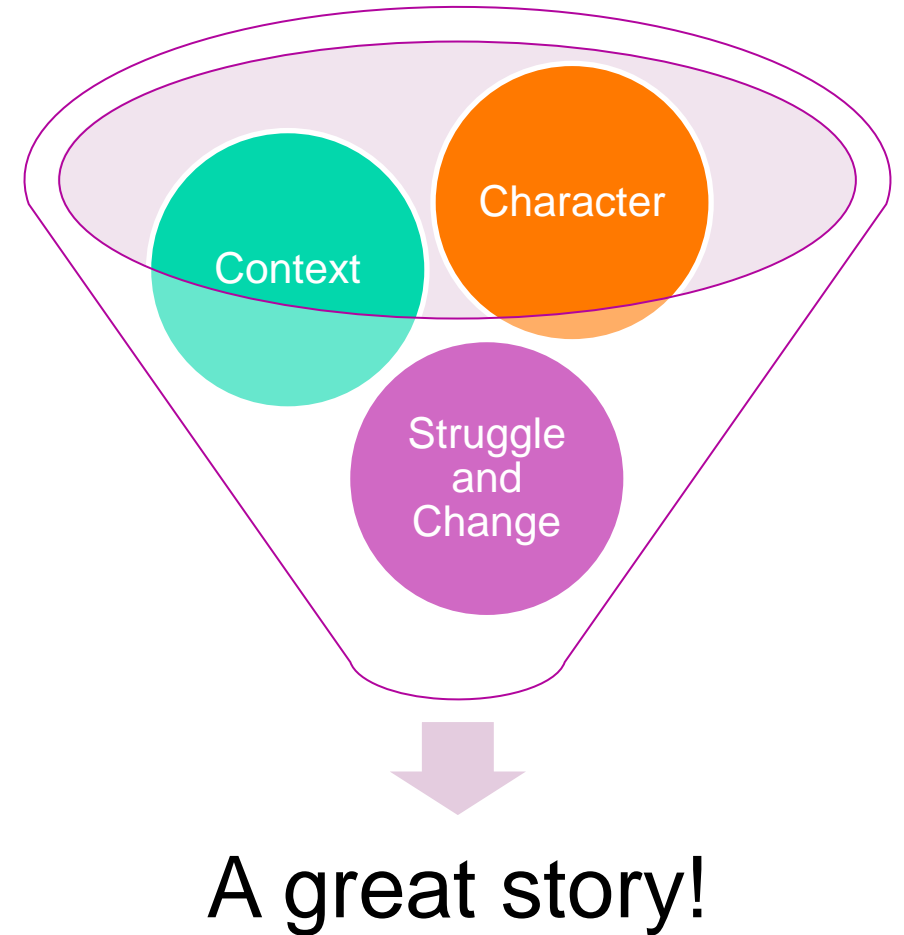 Character
Context
Struggle
and
Change
A great story!